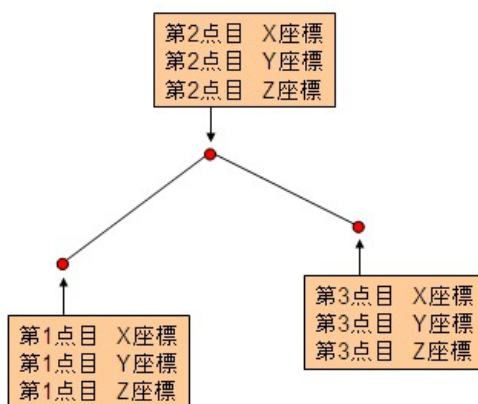 第2点目 X座標
第2点目 Y座標
第2点目 Z座標
第1点目 X座標
第1点目 Y座標
第1点目 Z座標
第3点目 X座標
第3点目 Y座標
第3点目 Z座標